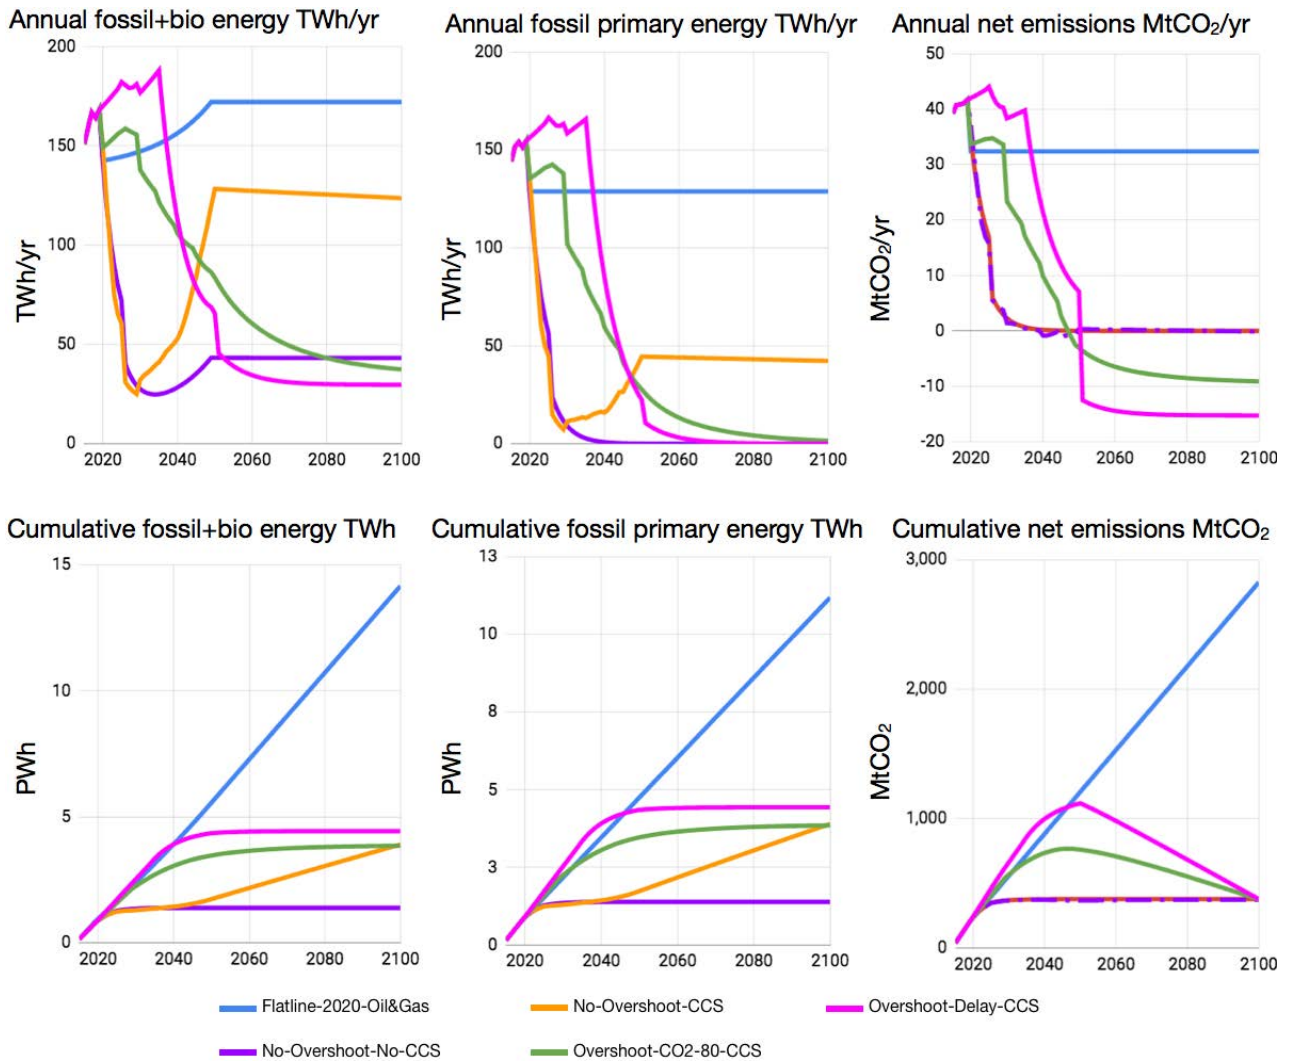 Annual fossil+bio energy TWh/yr
Annual fossil primary energy TWh/yr
Annual net emissions MtCO₂/yr
TWh/yr
200
150
100
50
0
2020 2040 2060 2080 2100
TWh/yr
200
150
100
50
0
2020 2040 2060 2080 2100
MtCO₂/yr
50
40
30
20
10
0
-10
-20
2020 2040 2060 2080 2100
Cumulative fossil+bio energy TWh
Cumulative fossil primary energy TWh
Cumulative net emissions MtCO₂
PWh
15
10
5
0
2020 2040 2060 2080 2100
PWh
13
10
8
5
3
0
2020 2040 2060 2080 2100
MtCO₂
3,000
2,000
1,000
0
2020 2040 2060 2080 2100
Flatline-2020-Oil&Gas
No-Overshoot-CCS
Overshoot-Delay-CCS
No-Overshoot-No-CCS
Overshoot-CO2-80-CCS